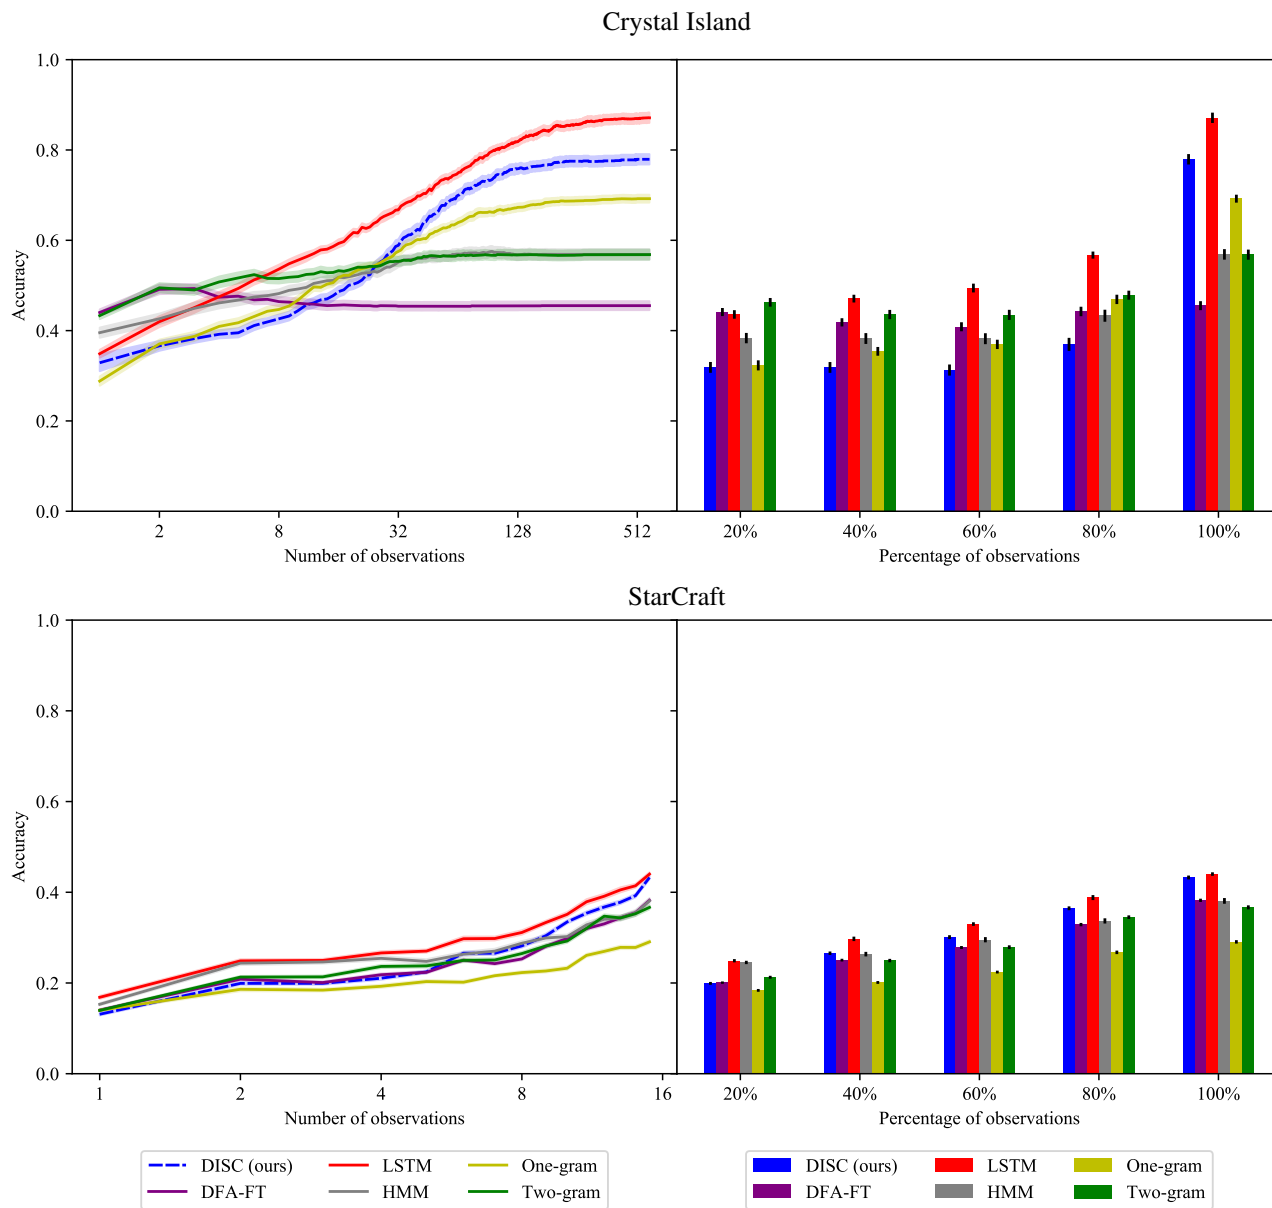 Crystal Island
1.0
0.8
0.6
0.4
0.2
0.0
Accuracy
2 8 32 128 512
Number of observations
20% 40% 60% 80% 100%
Percentage of observations
StarCraft
1.0
0.8
0.6
0.4
0.2
0.0
Accuracy
1 2 4 8 16
Number of observations
20% 40% 60% 80% 100%
Percentage of observations
DISC (ours) LSTM One-gram
DFA-FT HMM Two-gram
DISC (ours) LSTM One-gram
DFA-FT HMM Two-gram